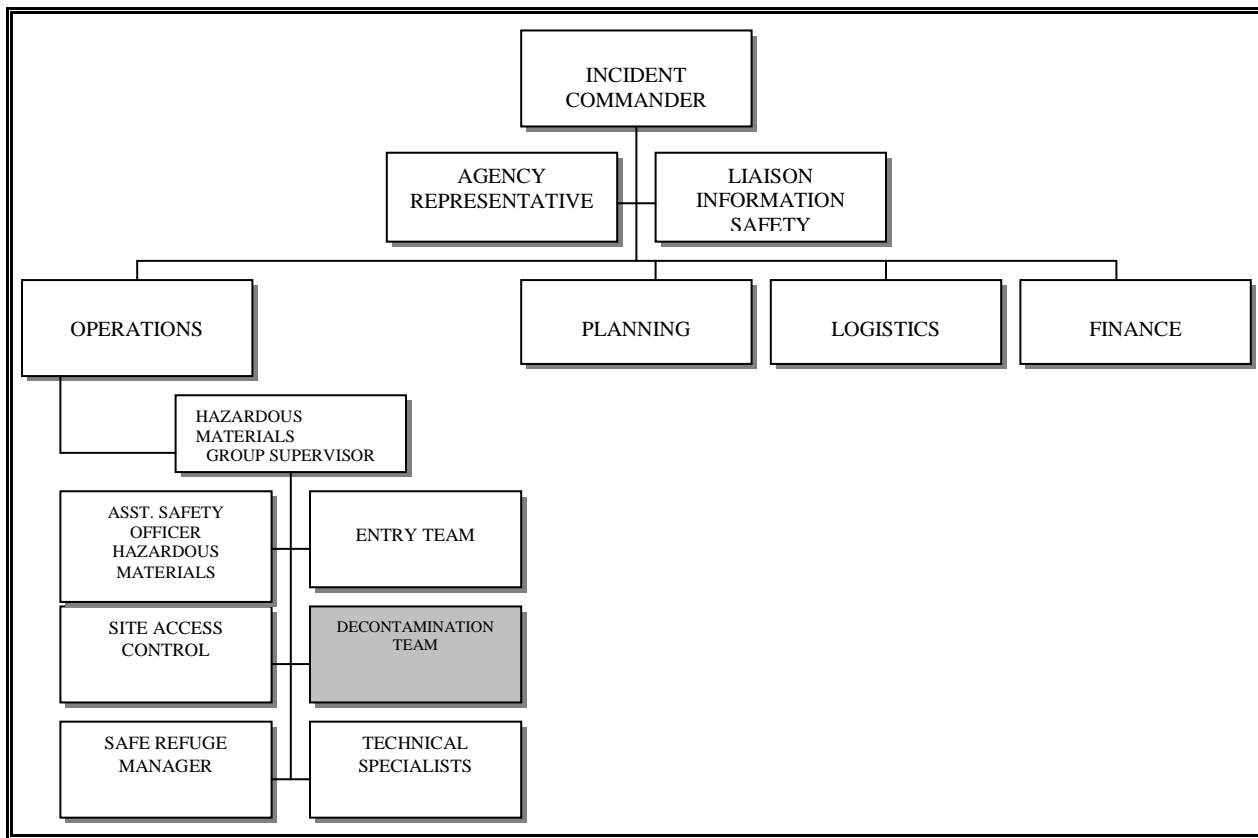 INCIDENT
COMMANDER
AGENCY
REPRESENTATIVE
LIAISON
INFORMATION
SAFETY
OPERATIONS
PLANNING
LOGISTICS
FINANCE
HAZARDOUS
MATERIALS
GROUP SUPERVISOR
ASST. SAFETY
OFFICER
HAZARDOUS
MATERIALS
ENTRY TEAM
SITE ACCESS
CONTROL
DECONTAMINATION
TEAM
SAFE REFUGE
MANAGER
TECHNICAL
SPECIALISTS